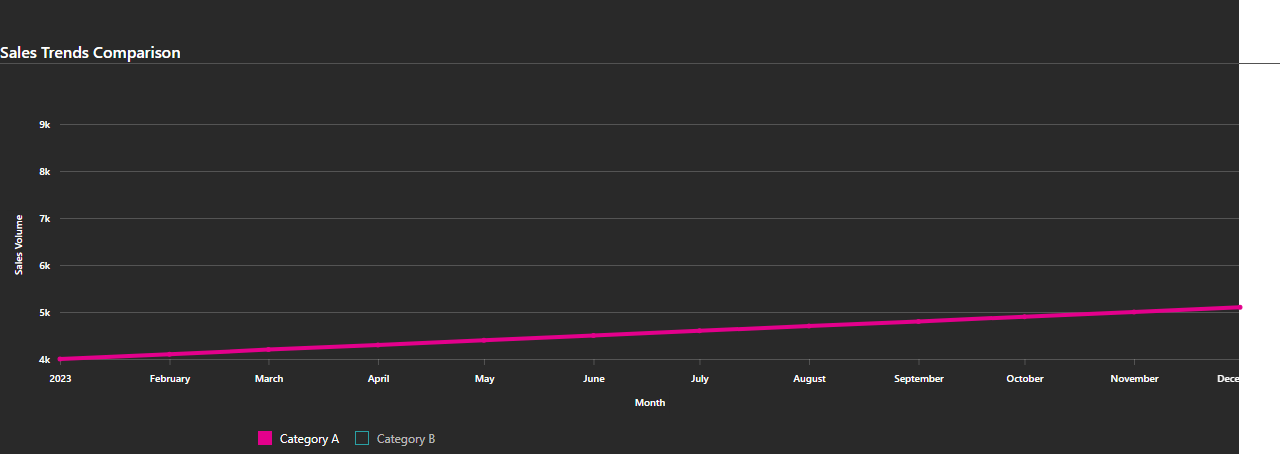 Sales Trends Comparison
9k
8k
7k
6k
5k
4k
Sales Volume
2023 February March April May June July August September October November Dece
Month
Category A Category B